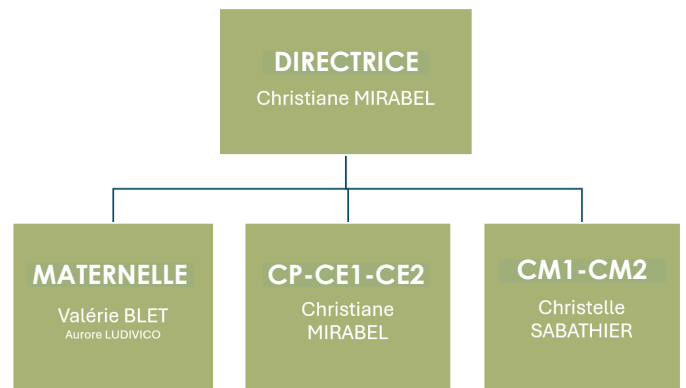 DIRECTRICE
Christiane MIRABEL
MATERNELLE
Valérie BLET
Aurore LUDIVICO
CP-CE1-CE2
Christiane
MIRABEL
CM1-CM2
Christelle
SABATHIER